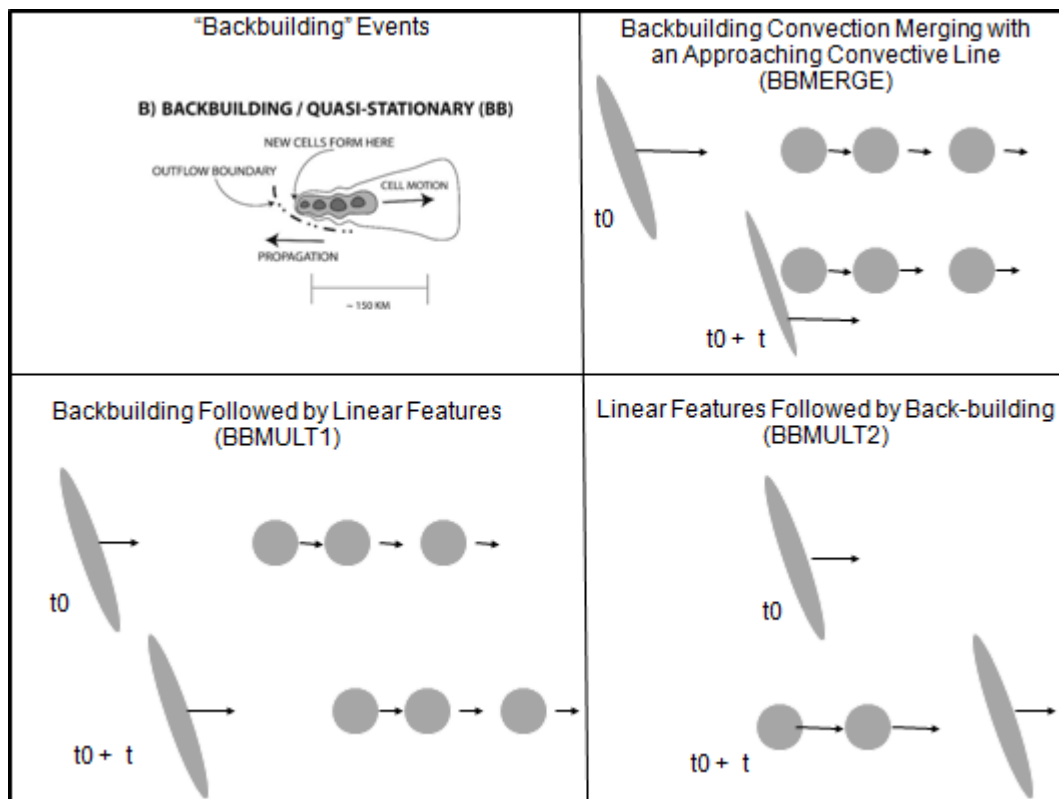 “Backbuilding” Events
B) BACKBUILDING / QUASI-STATIONARY (BB)
NEW CELLS FORM HERE
OUTFLOW BOUNDARY
CELL MOTION
PROPAGATION
~ 150 KM
Backbuilding Convection Merging with
an Approaching Convective Line
(BBMERGE)
t0
t0 + t
Backbuilding Followed by Linear Features
(BBMULT1)
t0
t0 + t
Linear Features Followed by Back-building
(BBMULT2)
t0
t0 + t